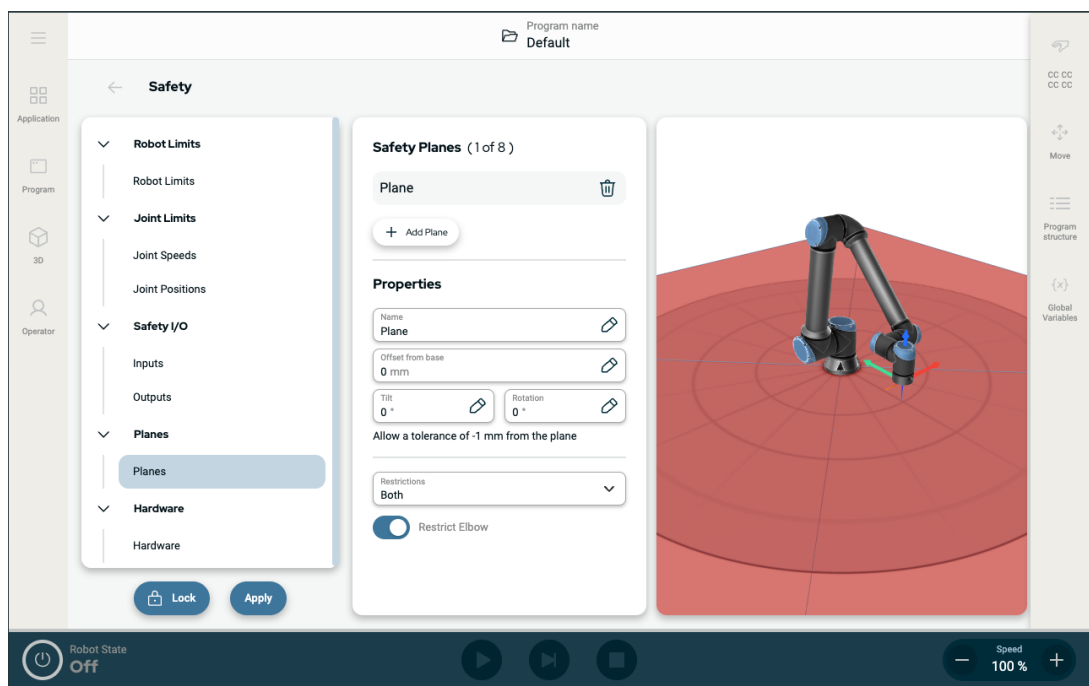 Program name
Default
CC CC
CC CC
Safety
Application
Program
3D
Operator
Robot Limits
Robot Limits
Joint Limits
Joint Speeds
Joint Positions
Safety I/O
Inputs
Outputs
Planes
Planes
Hardware
Hardware
Lock
Apply
Safety Planes (1 of 8)
Plane
Add Plane
Properties
Name
Plane
Offset from base
0 mm
Tilt
0 °
Rotation
0 °
Allow a tolerance of -1 mm from the plane
Restrictions
Both
Restrict Elbow
Move
Program
structure
{x}
Global
Variables
Robot State
Off
Speed
100 %